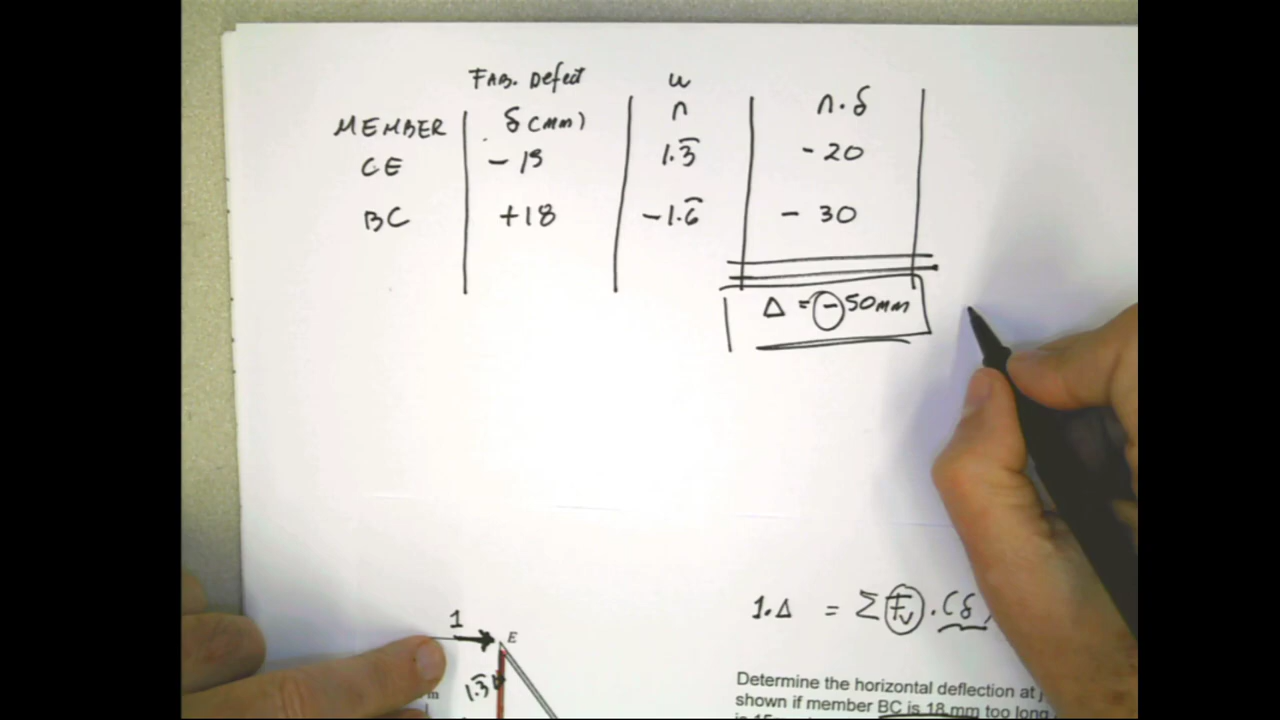 FAB. Defect u
MEMBER δ(mm) n n.δ
CE - 15 1.3̅ - 20
BC +18 -1.6̅ - 30
Δ = - 50mm
1.Δ = Σ Fv . (δ)
1 E
1.3̅
m
Determine the horizontal deflection at j
shown if member BC is 18 mm too long